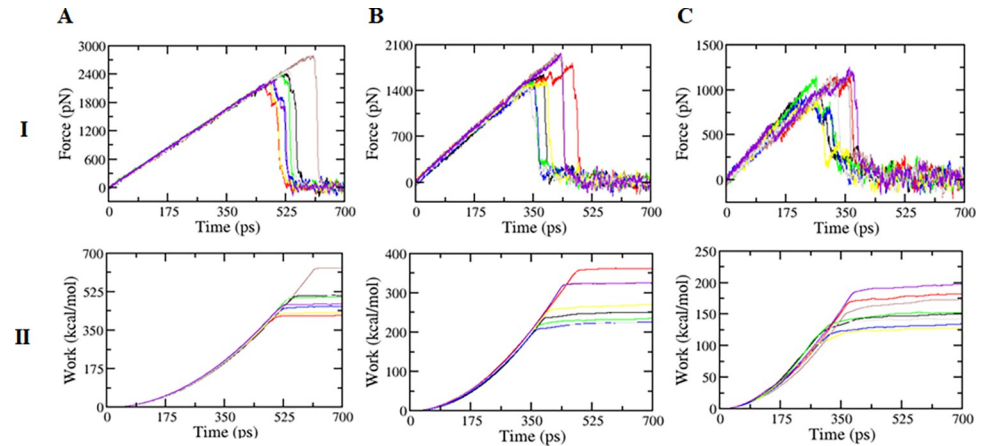 A
B
C
I
II
Force (pN)
3000
2400
1800
1200
600
0
0 175 350 525 700
Time (ps)
Force (pN)
2100
1400
700
0
0 175 350 525 700
Time (ps)
Force (pN)
1500
1000
500
0
0 175 350 525 700
Time (ps)
Work (kcal/mol)
700
525
350
175
0
0 175 350 525 700
Time (ps)
Work (kcal/mol)
400
300
200
100
0
0 175 350 525 700
Time (ps)
Work (kcal/mol)
250
200
150
100
50
0
0 175 350 525 700
Time (ps)